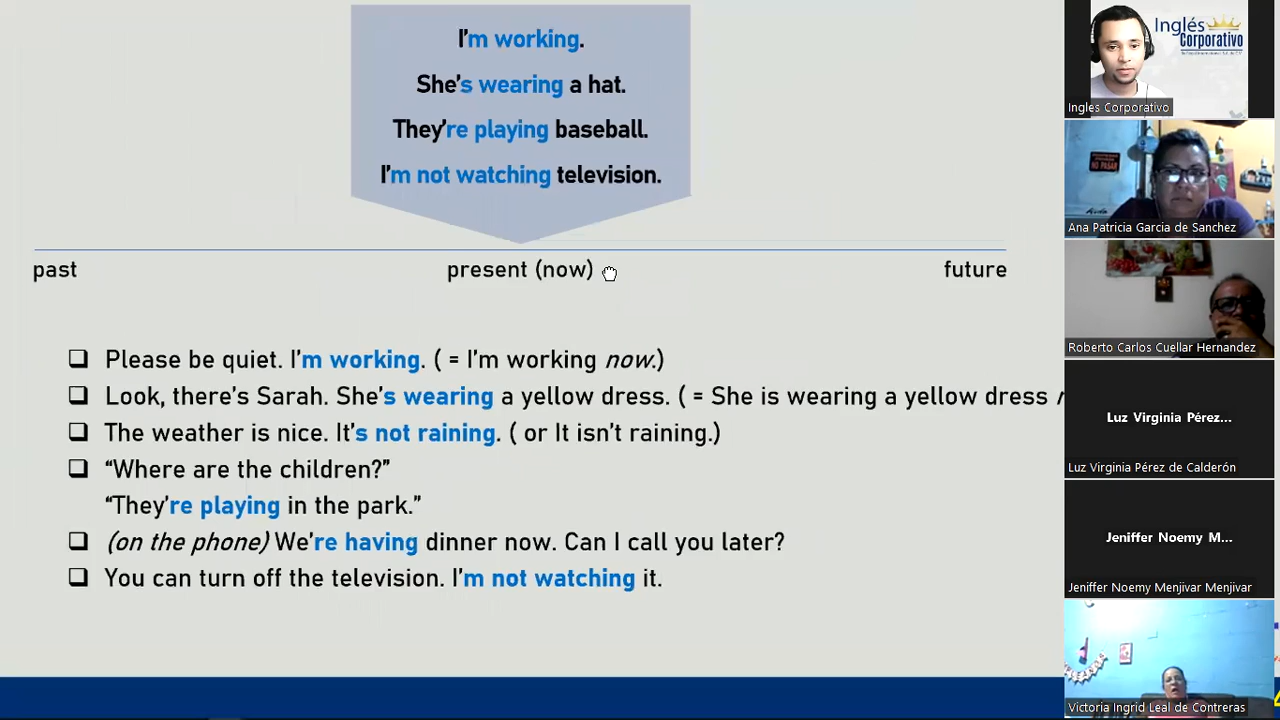 I'm working.
She's wearing a hat.
They're playing baseball.
I'm not watching television.
past present (now) future
❑ Please be quiet. I'm working. ( = I'm working now.)
❑ Look, there's Sarah. She's wearing a yellow dress. ( = She is wearing a yellow dress
❑ The weather is nice. It's not raining. ( or It isn't raining.)
❑ “Where are the children?”
“They're playing in the park.”
❑ (on the phone) We're having dinner now. Can I call you later?
❑ You can turn off the television. I'm not watching it.
Inglés
Corporativo
Ingles Corporativo
NO PASAR
Ana Patricia Garcia de Sanchez
Roberto Carlos Cuellar Hernandez
Luz Virginia Pérez...
Luz Virginia Pérez de Calderón
Jeniffer Noemy M...
Jeniffer Noemy Menjivar Menjivar
Victoria Ingrid Leal de Contreras